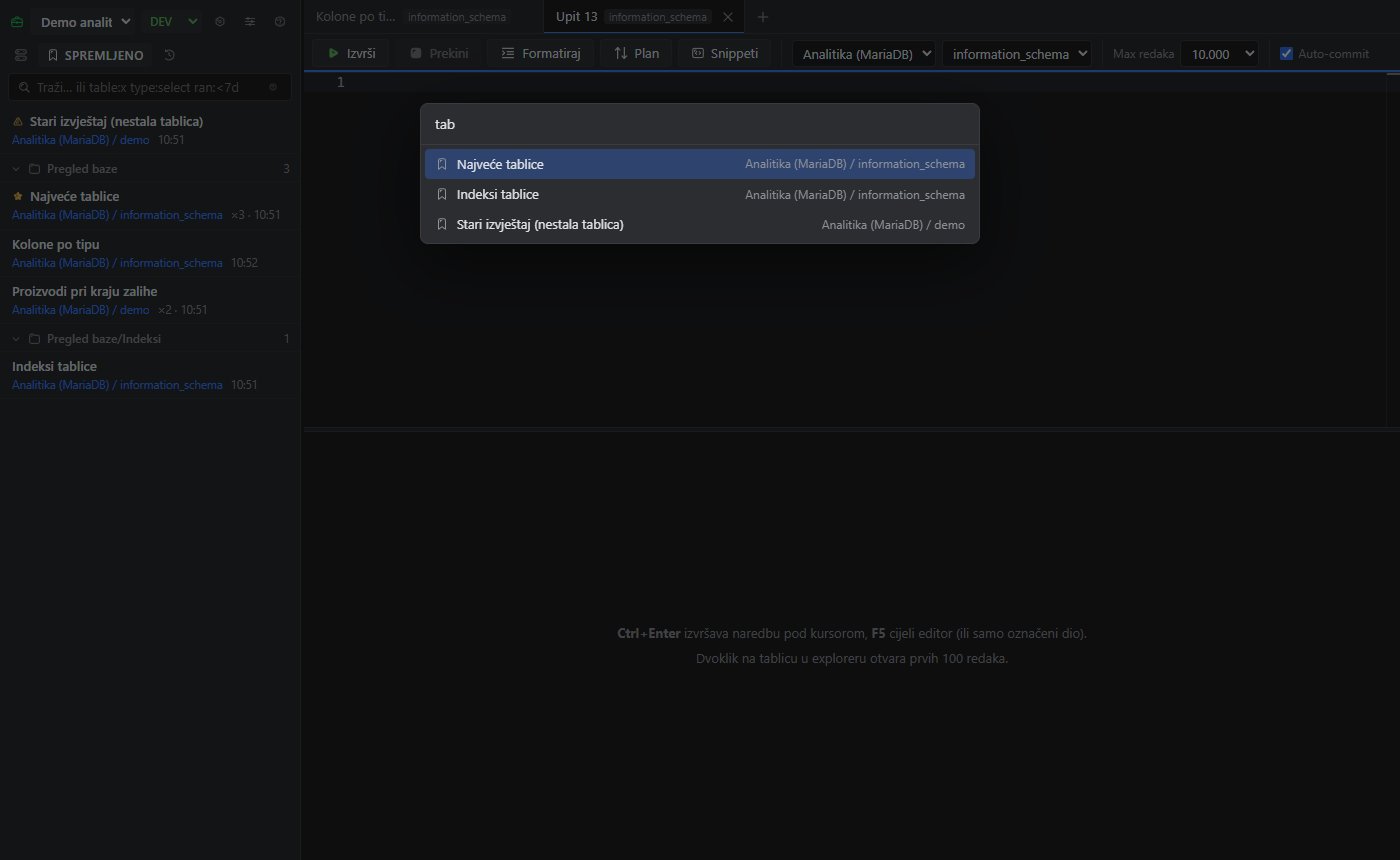 Demo analit DEV
SPREMLJENO
Traži... ili table:x type:select ran:<7d
Stari izvještaj (nestala tablica)
Analitika (MariaDB) / demo 10:51
Pregled baze 3
Najveće tablice
Analitika (MariaDB) / information_schema ×3 · 10:51
Kolone po tipu
Analitika (MariaDB) / information_schema 10:52
Proizvodi pri kraju zalihe
Analitika (MariaDB) / demo ×2 · 10:51
Pregled baze/Indeksi 1
Indeksi tablice
Analitika (MariaDB) / information_schema 10:51
Kolone po ti... information_schema Upit 13 information_schema
Izvrši Prekini Formatiraj Plan Snippeti Analitika (MariaDB) information_schema Max redaka 10.000 Auto-commit
1
tab
Najveće tablice Analitika (MariaDB) / information_schema
Indeksi tablice Analitika (MariaDB) / information_schema
Stari izvještaj (nestala tablica) Analitika (MariaDB) / demo
Ctrl+Enter izvršava naredbu pod kursorom, F5 cijeli editor (ili samo označeni dio).
Dvoklik na tablicu u exploreru otvara prvih 100 redaka.